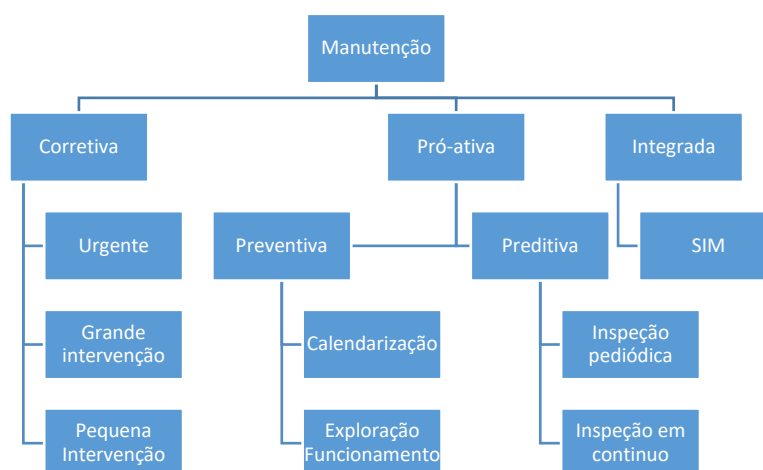 Manutenção
Corretiva
Pró-ativa
Integrada
Urgente
Preventiva
Preditiva
SIM
Grande
intervenção
Calendarização
Inspeção
pediódica
Pequena
Intervenção
Exploração
Funcionamento
Inspeção em
continuo